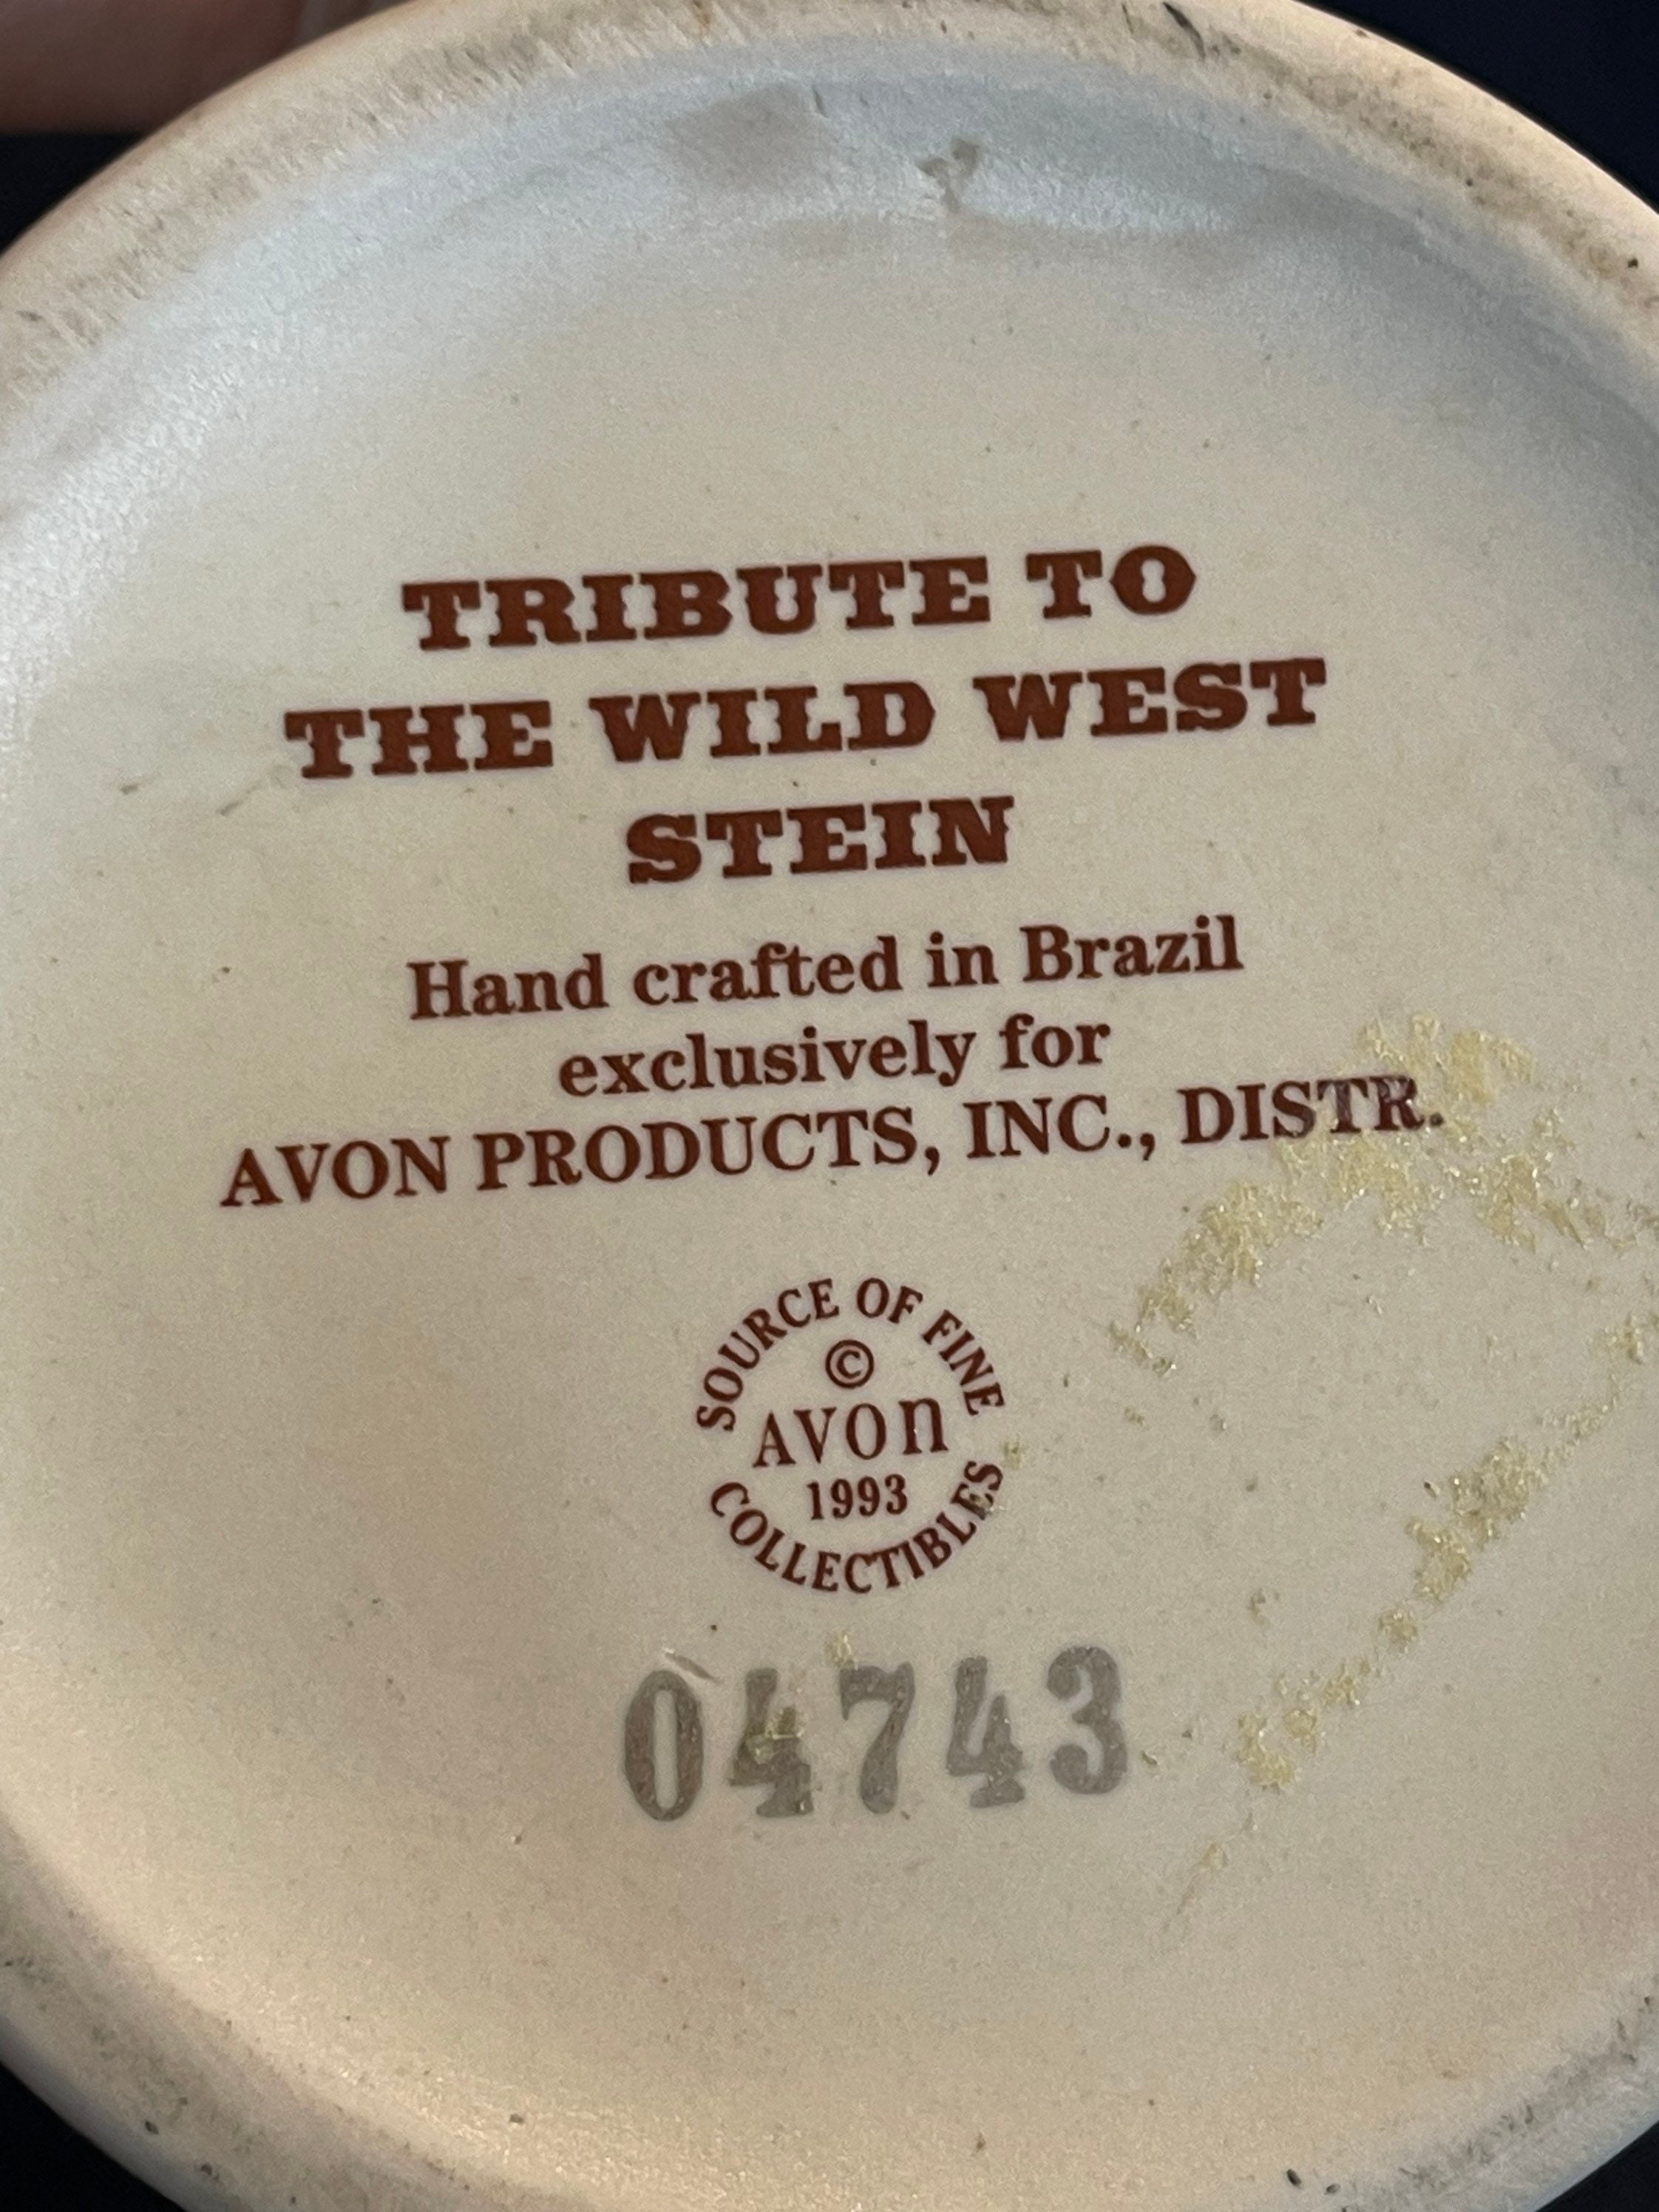 TRIBUTE TO
THE WILD WEST
STEIN
Hand crafted in Brazil
exclusively for
AVON PRODUCTS, INC., DISTR.
SOURCE OF FINE
©
AVON
1993
COLLECTIBLES
04743